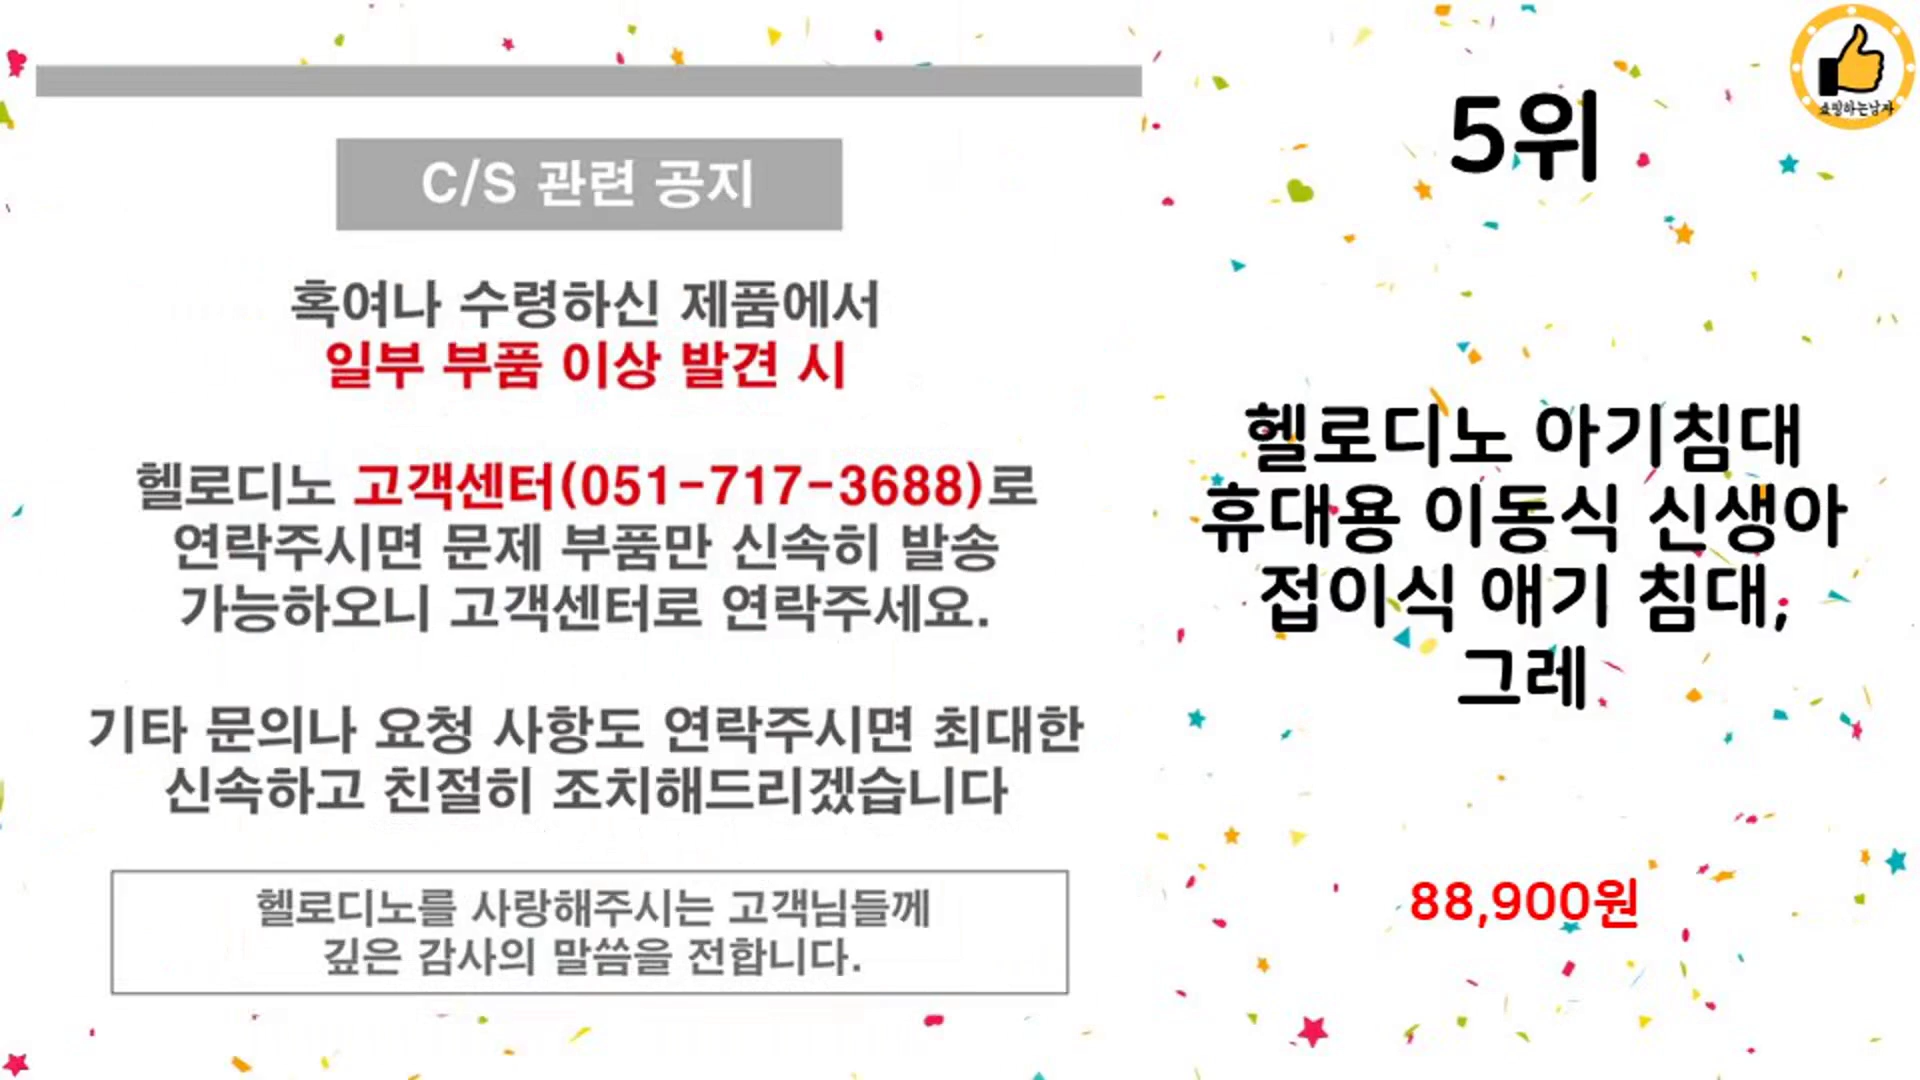 C/S 관련 공지
혹여나 수령하신 제품에서
일부 부품 이상 발견 시
헬로디노 고객센터(051-717-3688)로
연락주시면 문제 부품만 신속히 발송
가능하오니 고객센터로 연락주세요.
기타 문의나 요청 사항도 연락주시면 최대한
신속하고 친절히 조치해드리겠습니다
헬로디노를 사랑해주시는 고객님들께
깊은 감사의 말씀을 전합니다.
쇼핑하는남자
5위
헬로디노 아기침대
휴대용 이동식 신생아
접이식 애기 침대,
그레
88,900원